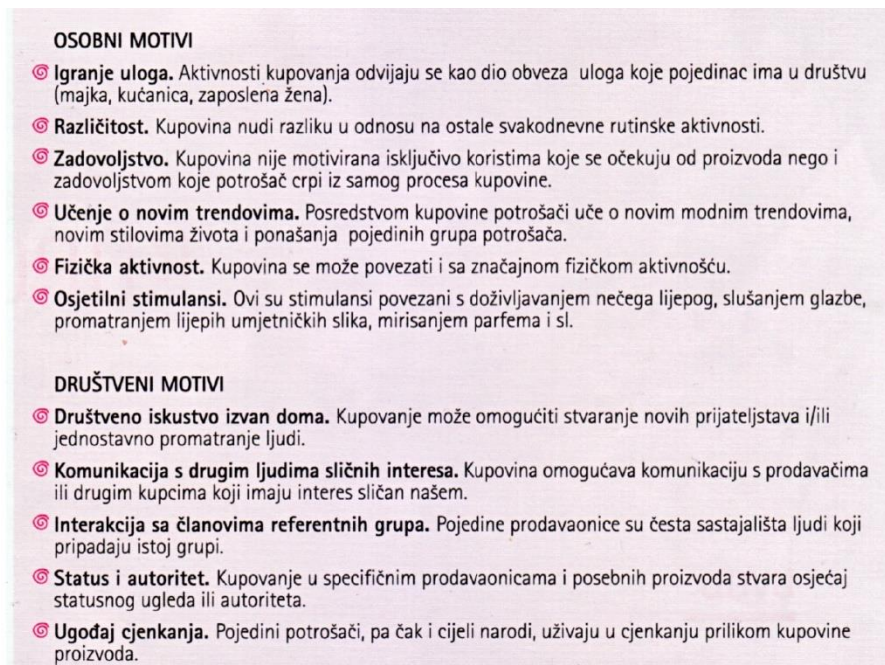 OSOBNI MOTIVI
Igranje uloga. Aktivnosti kupovanja odvijaju se kao dio obveza uloga koje pojedinac ima u društvu
(majka, kućanica, zaposlena žena).
Različitost. Kupovina nudi razliku u odnosu na ostale svakodnevne rutinske aktivnosti.
Zadovoljstvo. Kupovina nije motivirana isključivo koristima koje se očekuju od proizvoda nego i
zadovoljstvom koje potrošač crpi iz samog procesa kupovine.
Učenje o novim trendovima. Posredstvom kupovine potrošači uče o novim modnim trendovima,
novim stilovima života i ponašanja pojedinih grupa potrošača.
Fizička aktivnost. Kupovina se može povezati i sa značajnom fizičkom aktivnošću.
Osjetilni stimulansi. Ovi su stimulansi povezani s doživljavanjem nečega lijepog, slušanjem glazbe,
promatranjem lijepih umjetničkih slika, mirisanjem parfema i sl.
DRUŠTVENI MOTIVI
Društveno iskustvo izvan doma. Kupovanje može omogućiti stvaranje novih prijateljstava i/ili
jednostavno promatranje ljudi.
Komunikacija s drugim ljudima sličnih interesa. Kupovina omogućava komunikaciju s prodavačima
ili drugim kupcima koji imaju interes sličan našem.
Interakcija sa članovima referentnih grupa. Pojedine prodavaonice su česta sastajališta ljudi koji
pripadaju istoj grupi.
Status i autoritet. Kupovanje u specifičnim prodavaonicama i posebnih proizvoda stvara osjećaj
statusnog ugleda ili autoriteta.
Ugođaj cjenkanja. Pojedini potrošači, pa čak i cijeli narodi, uživaju u cjenkanju prilikom kupovine
proizvoda.